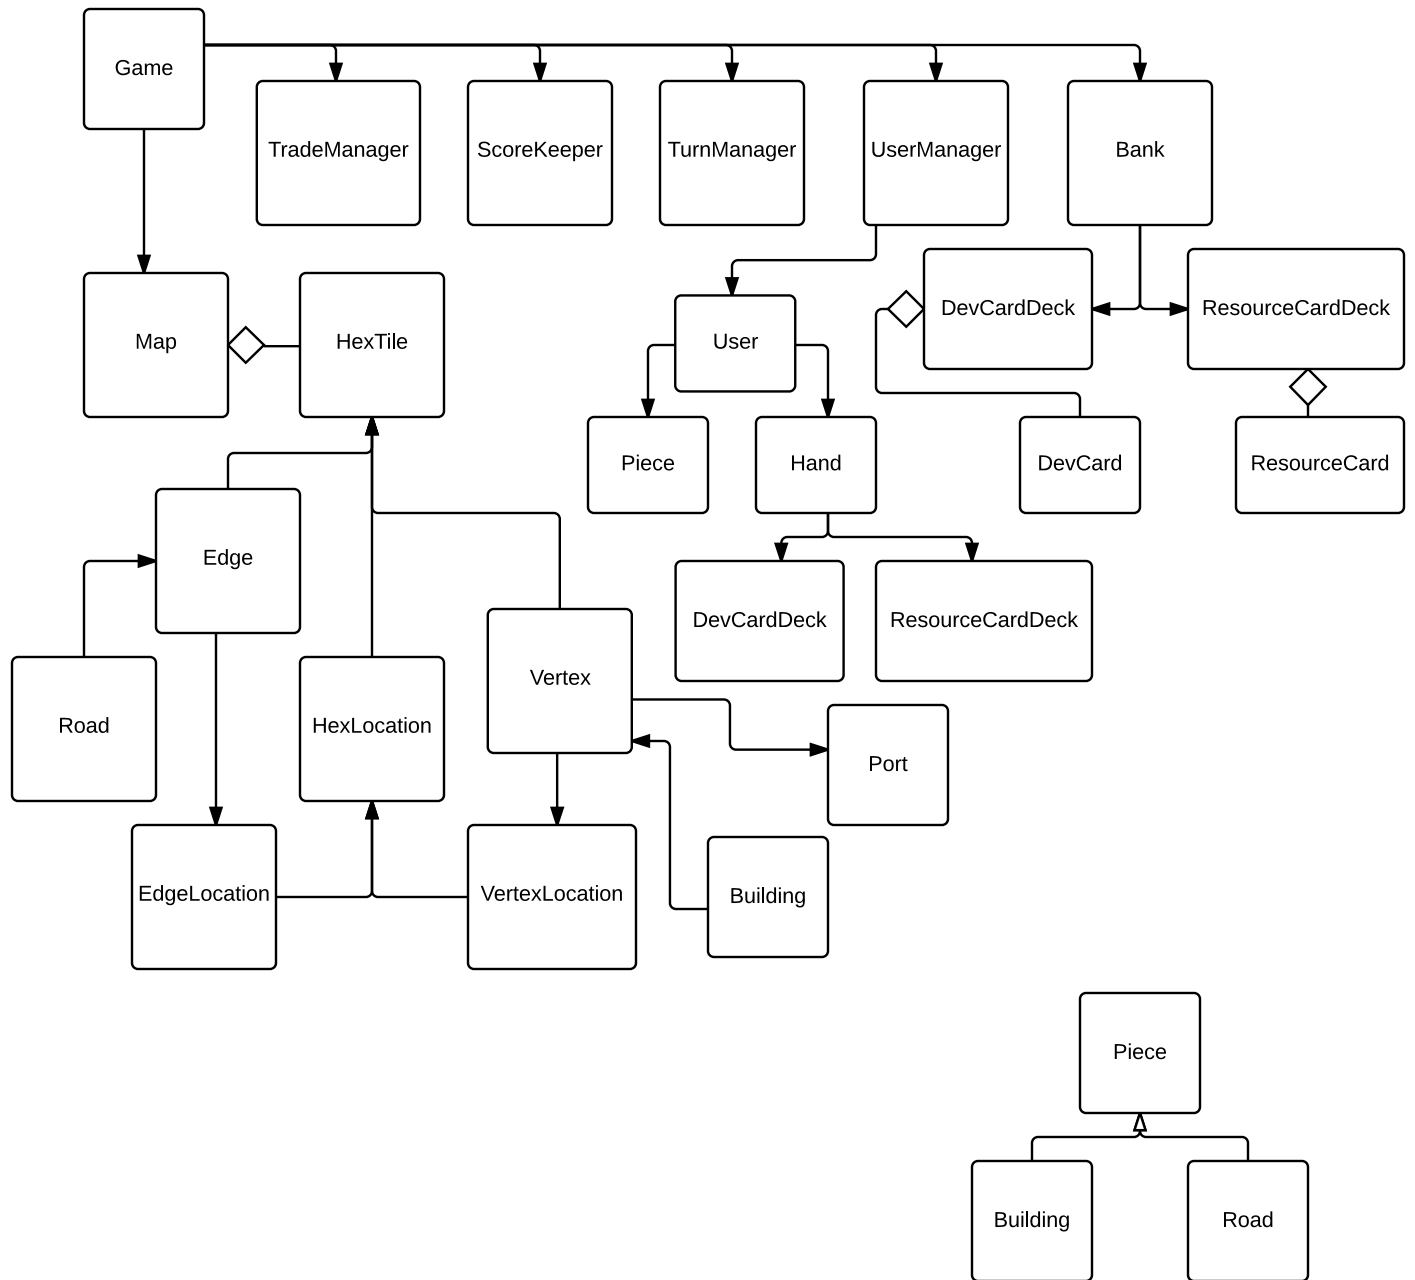 Game
TradeManager
ScoreKeeper
TurnManager
UserManager
Bank
Map
HexTile
User
DevCardDeck
ResourceCardDeck
Piece
Hand
DevCard
ResourceCard
Edge
DevCardDeck
ResourceCardDeck
Road
HexLocation
Vertex
Port
EdgeLocation
VertexLocation
Building
Piece
Building
Road